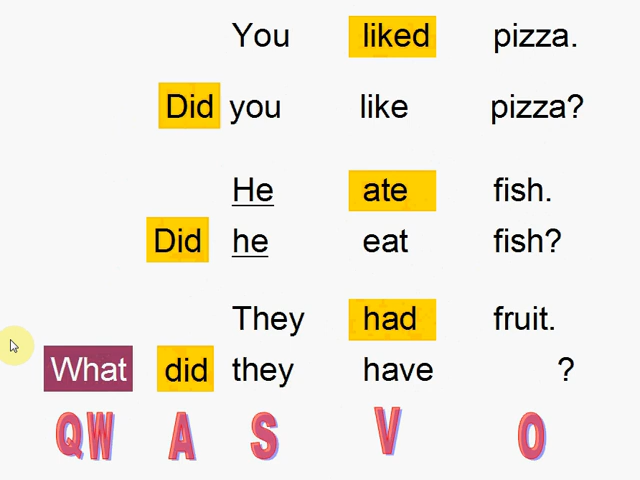 You liked pizza.
Did you like pizza?
He ate fish.
Did he eat fish?
They had fruit.
What did they have ?
QW A S V O